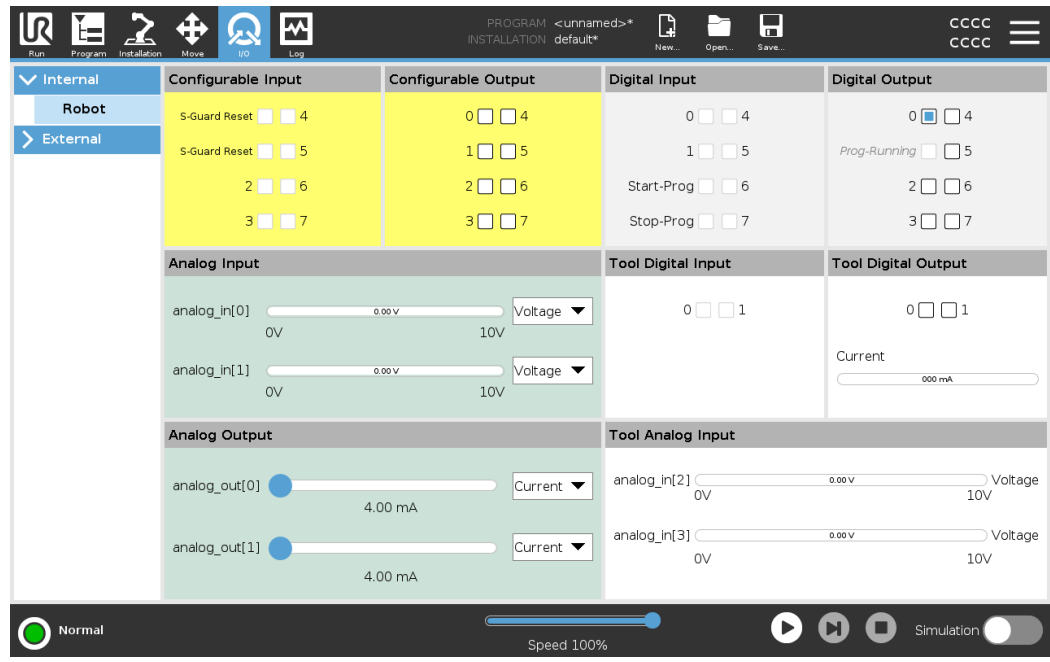 UR
PROGRAM <unnamed>*
INSTALLATION default*
Run Program Installation Move I/O Log
New... Open... Save...
CCCC
CCCC
Internal
Robot
External
Configurable Input
S-Guard Reset 4
S-Guard Reset 5
2 6
3 7
Configurable Output
0 4
1 5
2 6
3 7
Digital Input
0 4
1 5
Start-Prog 6
Stop-Prog 7
Digital Output
0 4
Prog-Running 5
2 6
3 7
Analog Input
analog_in[0] 0.00 V Voltage
0V 10V
analog_in[1] 0.00 V Voltage
0V 10V
Tool Digital Input
0 1
Tool Digital Output
0 1
Current
000 mA
Analog Output
analog_out[0] Current
4.00 mA
analog_out[1] Current
4.00 mA
Tool Analog Input
analog_in[2] 0.00 V Voltage
0V 10V
analog_in[3] 0.00 V Voltage
0V 10V
Normal
Speed 100%
Simulation